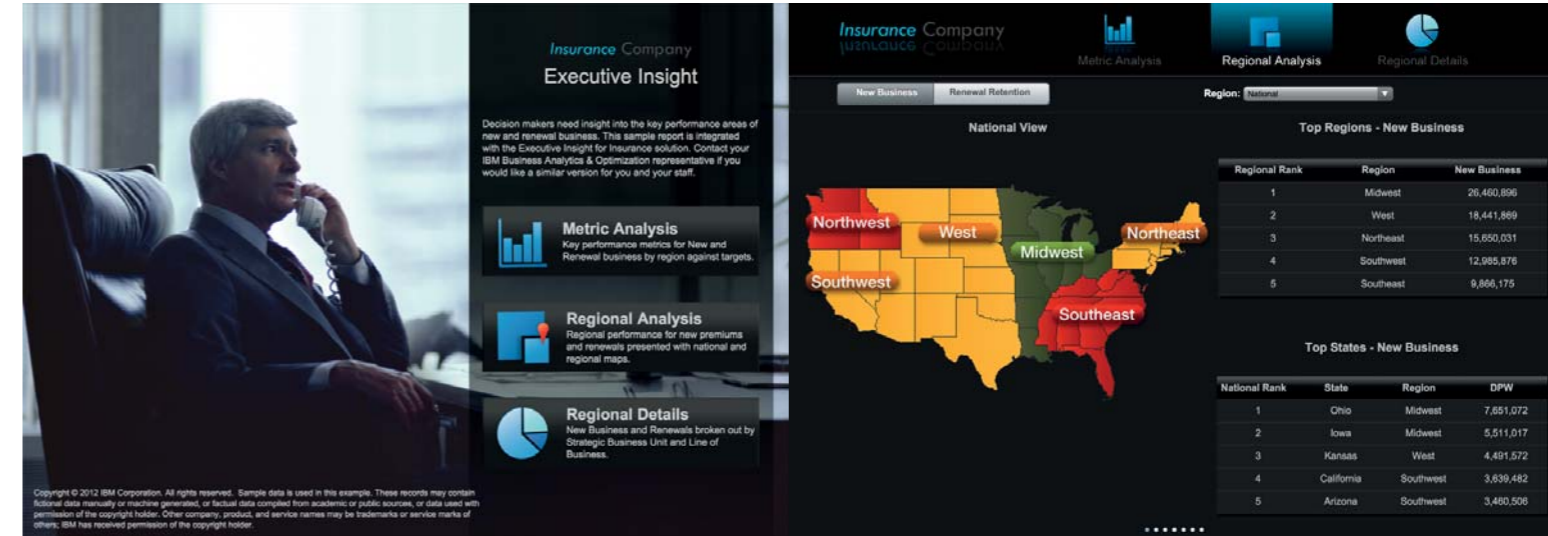 Insurance Company
Executive Insight
Decision makers need insight into the key performance areas of
new and renewal business. This sample report is integrated
with the Executive Insight for Insurance solution. Contact your
IBM Business Analytics & Optimization representative if you
would like a similar version for you and your staff.
Metric Analysis
Key performance metrics for New and
Renewal business by region against targets.
Regional Analysis
Regional performance for new premiums
and renewals presented with national and
regional maps.
Regional Details
New Business and Renewals broken out by
Strategic Business Unit and Line of
Business.
Copyright © 2012 IBM Corporation. All rights reserved. Sample data is used in this example. These records may contain
fictional data manually or machine generated, or factual data compiled from academic or public sources, or data used with
permission of the copyright holder. Other company, product, and service names may be trademarks or service marks of
others; IBM has received permission of the copyright holder.
Insurance Company
Metric Analysis Regional Analysis Regional Details
New Business Renewal Retention Region: National
National View
Northwest
West
Northeast
Midwest
Southwest
Southeast
Top Regions - New Business
Regional Rank Region New Business
1 Midwest 26,460,896
2 West 18,441,869
3 Northeast 15,650,031
4 Southwest 12,985,876
5 Southeast 9,866,175
Top States - New Business
National Rank State Region DPW
1 Ohio Midwest 7,651,072
2 Iowa Midwest 5,511,017
3 Kansas West 4,491,572
4 California Southwest 3,639,482
5 Arizona Southwest 3,460,506